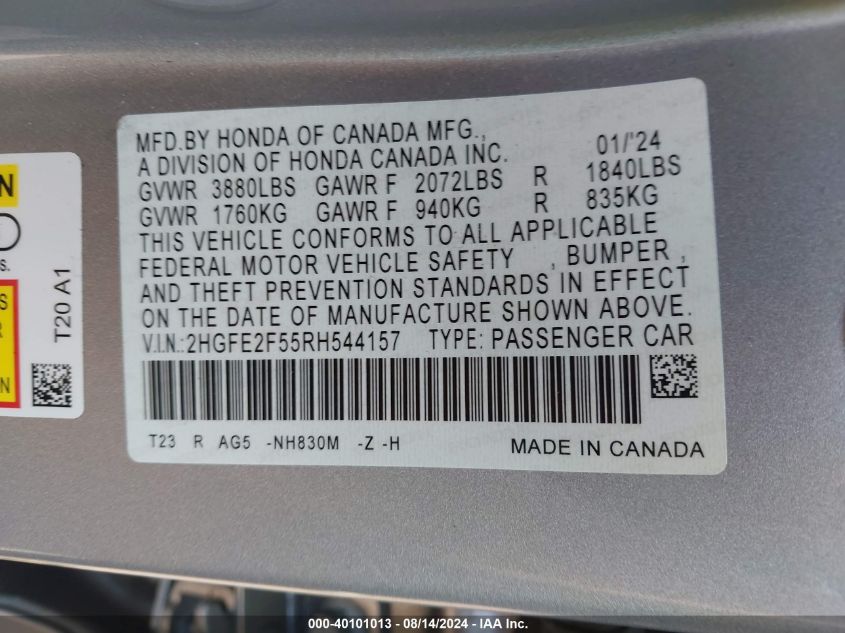 MFD.BY HONDA OF CANADA MFG.,
A DIVISION OF HONDA CANADA INC. 01/'24
GVWR 3880LBS GAWR F 2072LBS R 1840LBS
GVWR 1760KG GAWR F 940KG R 835KG
THIS VEHICLE CONFORMS TO ALL APPLICABLE
FEDERAL MOTOR VEHICLE SAFETY , BUMPER ,
AND THEFT PREVENTION STANDARDS IN EFFECT
ON THE DATE OF MANUFACTURE SHOWN ABOVE.
V.I.N.:2HGFE2F55RH544157 TYPE: PASSENGER CAR
T23 R AG5 -NH830M -Z -H
MADE IN CANADA
T20 A1
000-40101013 - 08/14/2024 - IAA Inc.